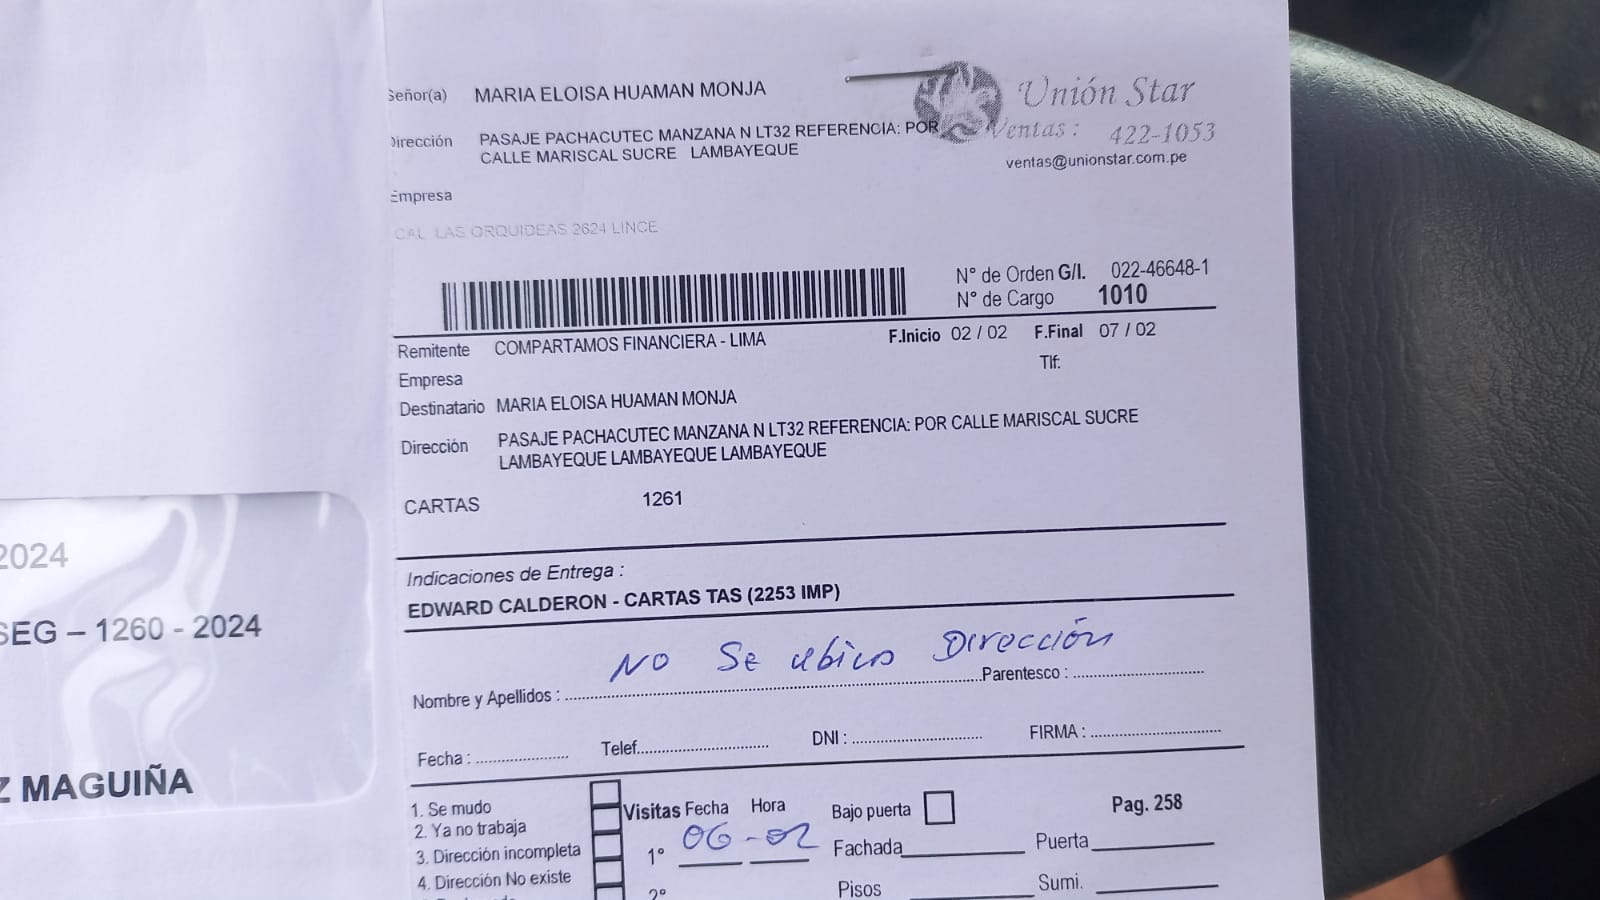 Señor(a) MARIA ELOISA HUAMAN MONJA
Unión Star
Dirección PASAJE PACHACUTEC MANZANA N LT32 REFERENCIA: POR
CALLE MARISCAL SUCRE LAMBAYEQUE
Ventas : 422-1053
ventas@unionstar.com.pe
Empresa
CAL LAS ORQUIDEAS 2624 LINCE
N° de Orden G/I. 022-46648-1
N° de Cargo 1010
Remitente COMPARTAMOS FINANCIERA - LIMA F.Inicio 02 / 02 F.Final 07 / 02
Empresa Tlf:
Destinatario MARIA ELOISA HUAMAN MONJA
Dirección PASAJE PACHACUTEC MANZANA N LT32 REFERENCIA: POR CALLE MARISCAL SUCRE
LAMBAYEQUE LAMBAYEQUE LAMBAYEQUE
CARTAS 1261
Indicaciones de Entrega :
EDWARD CALDERON - CARTAS TAS (2253 IMP)
No Se ubico Dirección
Nombre y Apellidos : Parentesco :
Fecha : Telef. DNI : FIRMA :
1. Se mudo
2. Ya no trabaja
3. Dirección incompleta
4. Dirección No existe
Visitas Fecha Hora Bajo puerta Pag. 258
1° 06-02 Fachada Puerta
2° Pisos Sumi.
2024
SEG – 1260 - 2024
Z MAGUIÑA